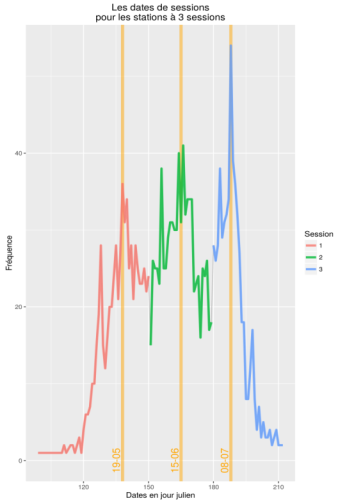 Les dates de sessions
pour les stations à 3 sessions
Fréquence
40
20
0
19-05
15-06
08-07
120
150
180
210
Dates en jour julien
Session
1
2
3